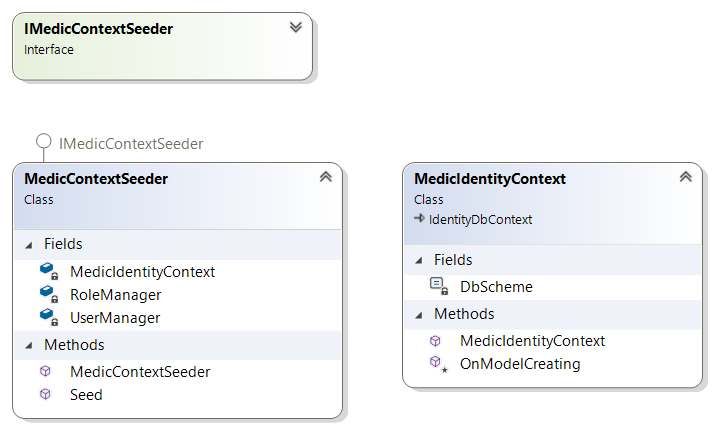 IMedicContextSeeder
Interface
IMedicContextSeeder
MedicContextSeeder
Class
Fields
MedicIdentityContext
RoleManager
UserManager
Methods
MedicContextSeeder
Seed
MedicIdentityContext
Class
IdentityDbContext
Fields
DbScheme
Methods
MedicIdentityContext
OnModelCreating